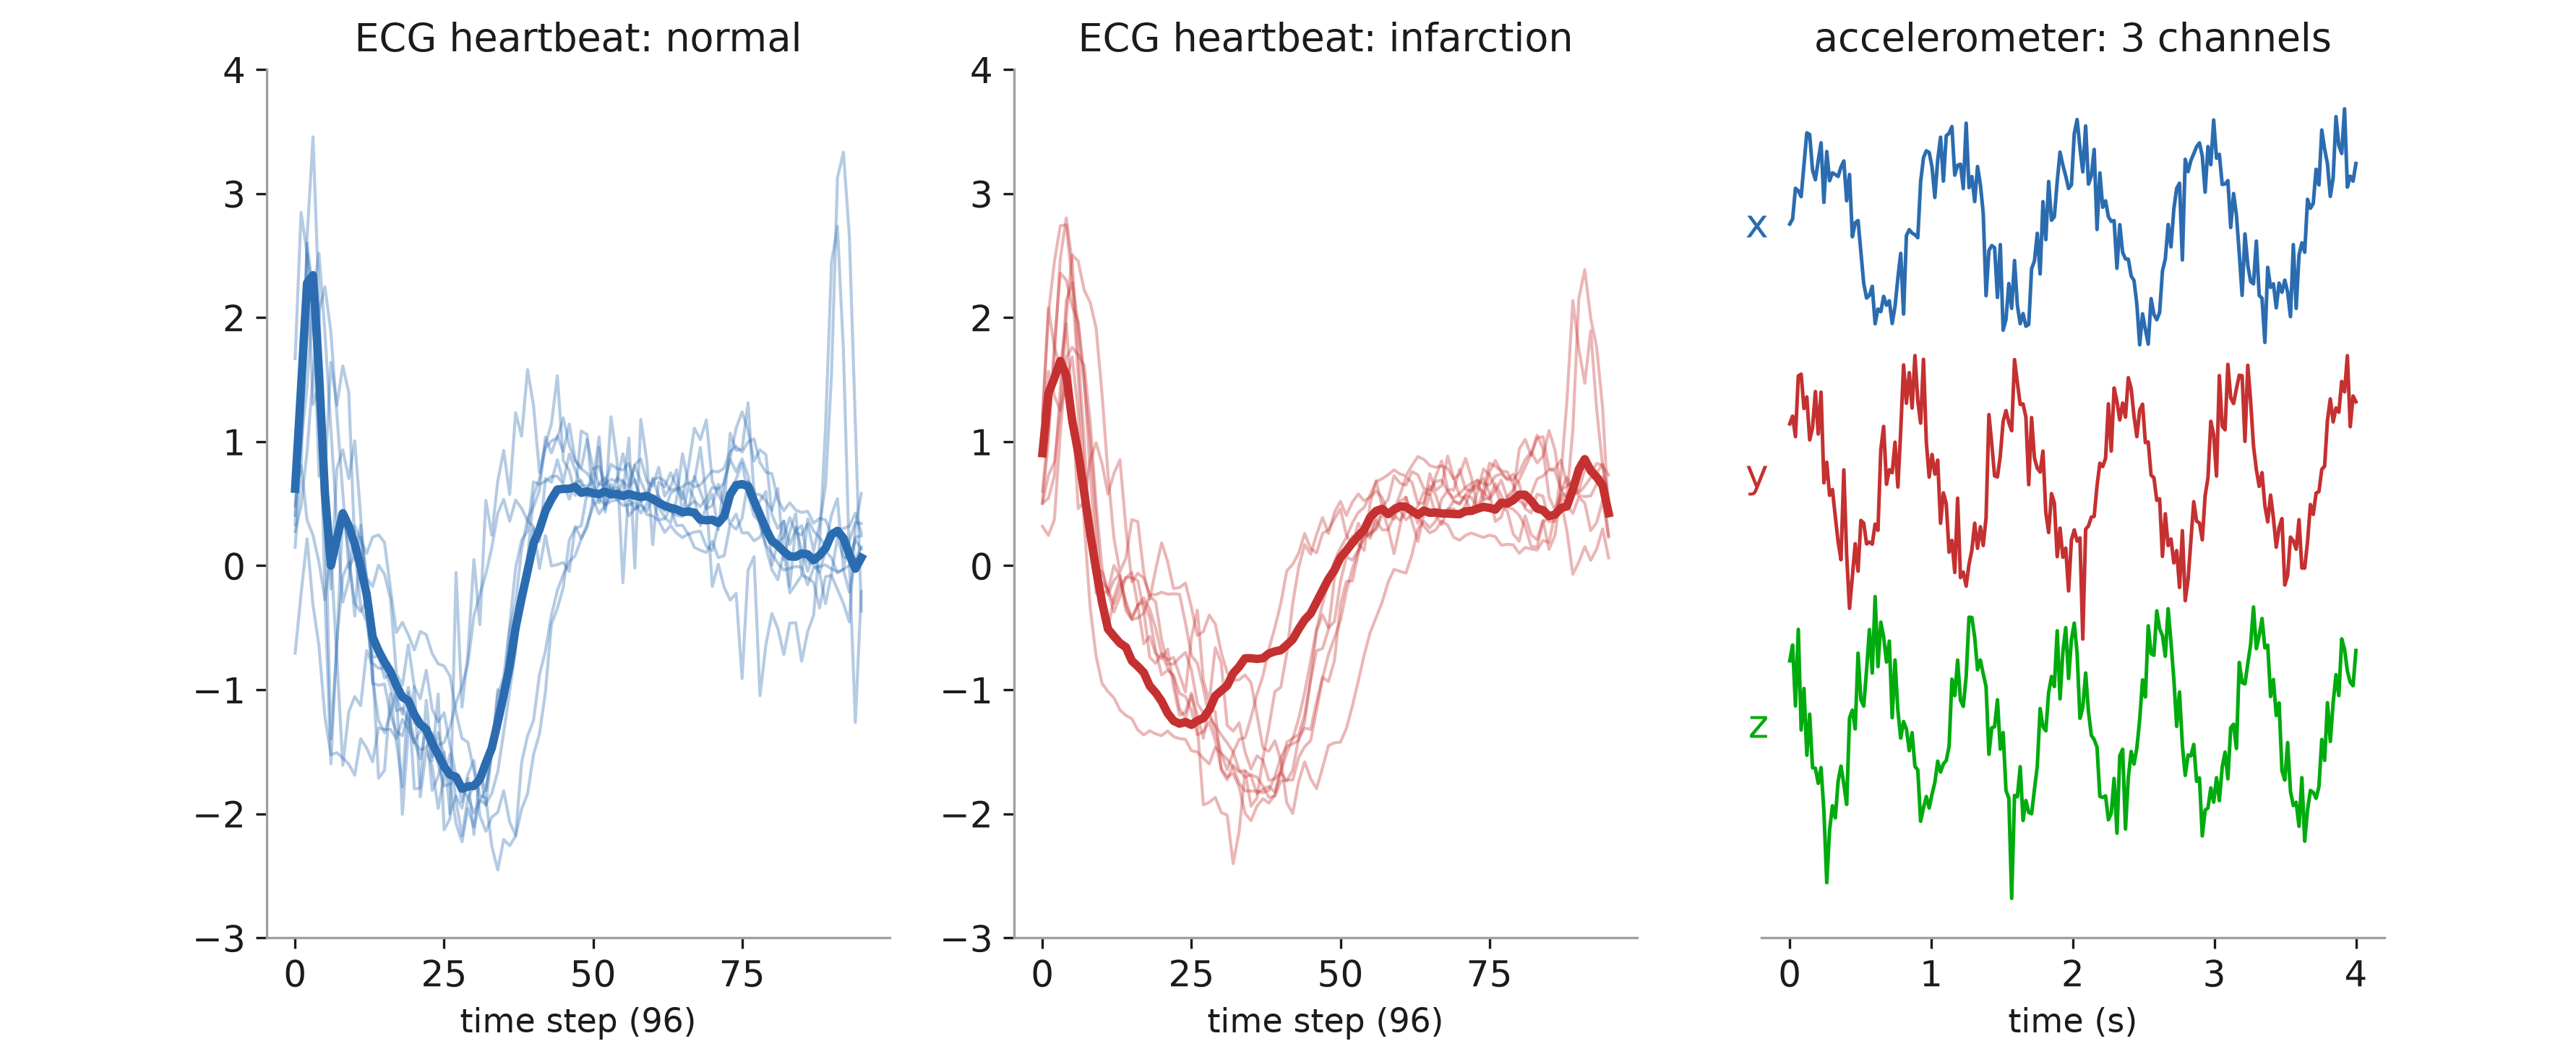 ECG heartbeat: normal
4
3
2
1
0
−1
−2
−3
0 25 50 75
time step (96)
ECG heartbeat: infarction
4
3
2
1
0
−1
−2
−3
0 25 50 75
time step (96)
accelerometer: 3 channels
x
y
z
0 1 2 3 4
time (s)